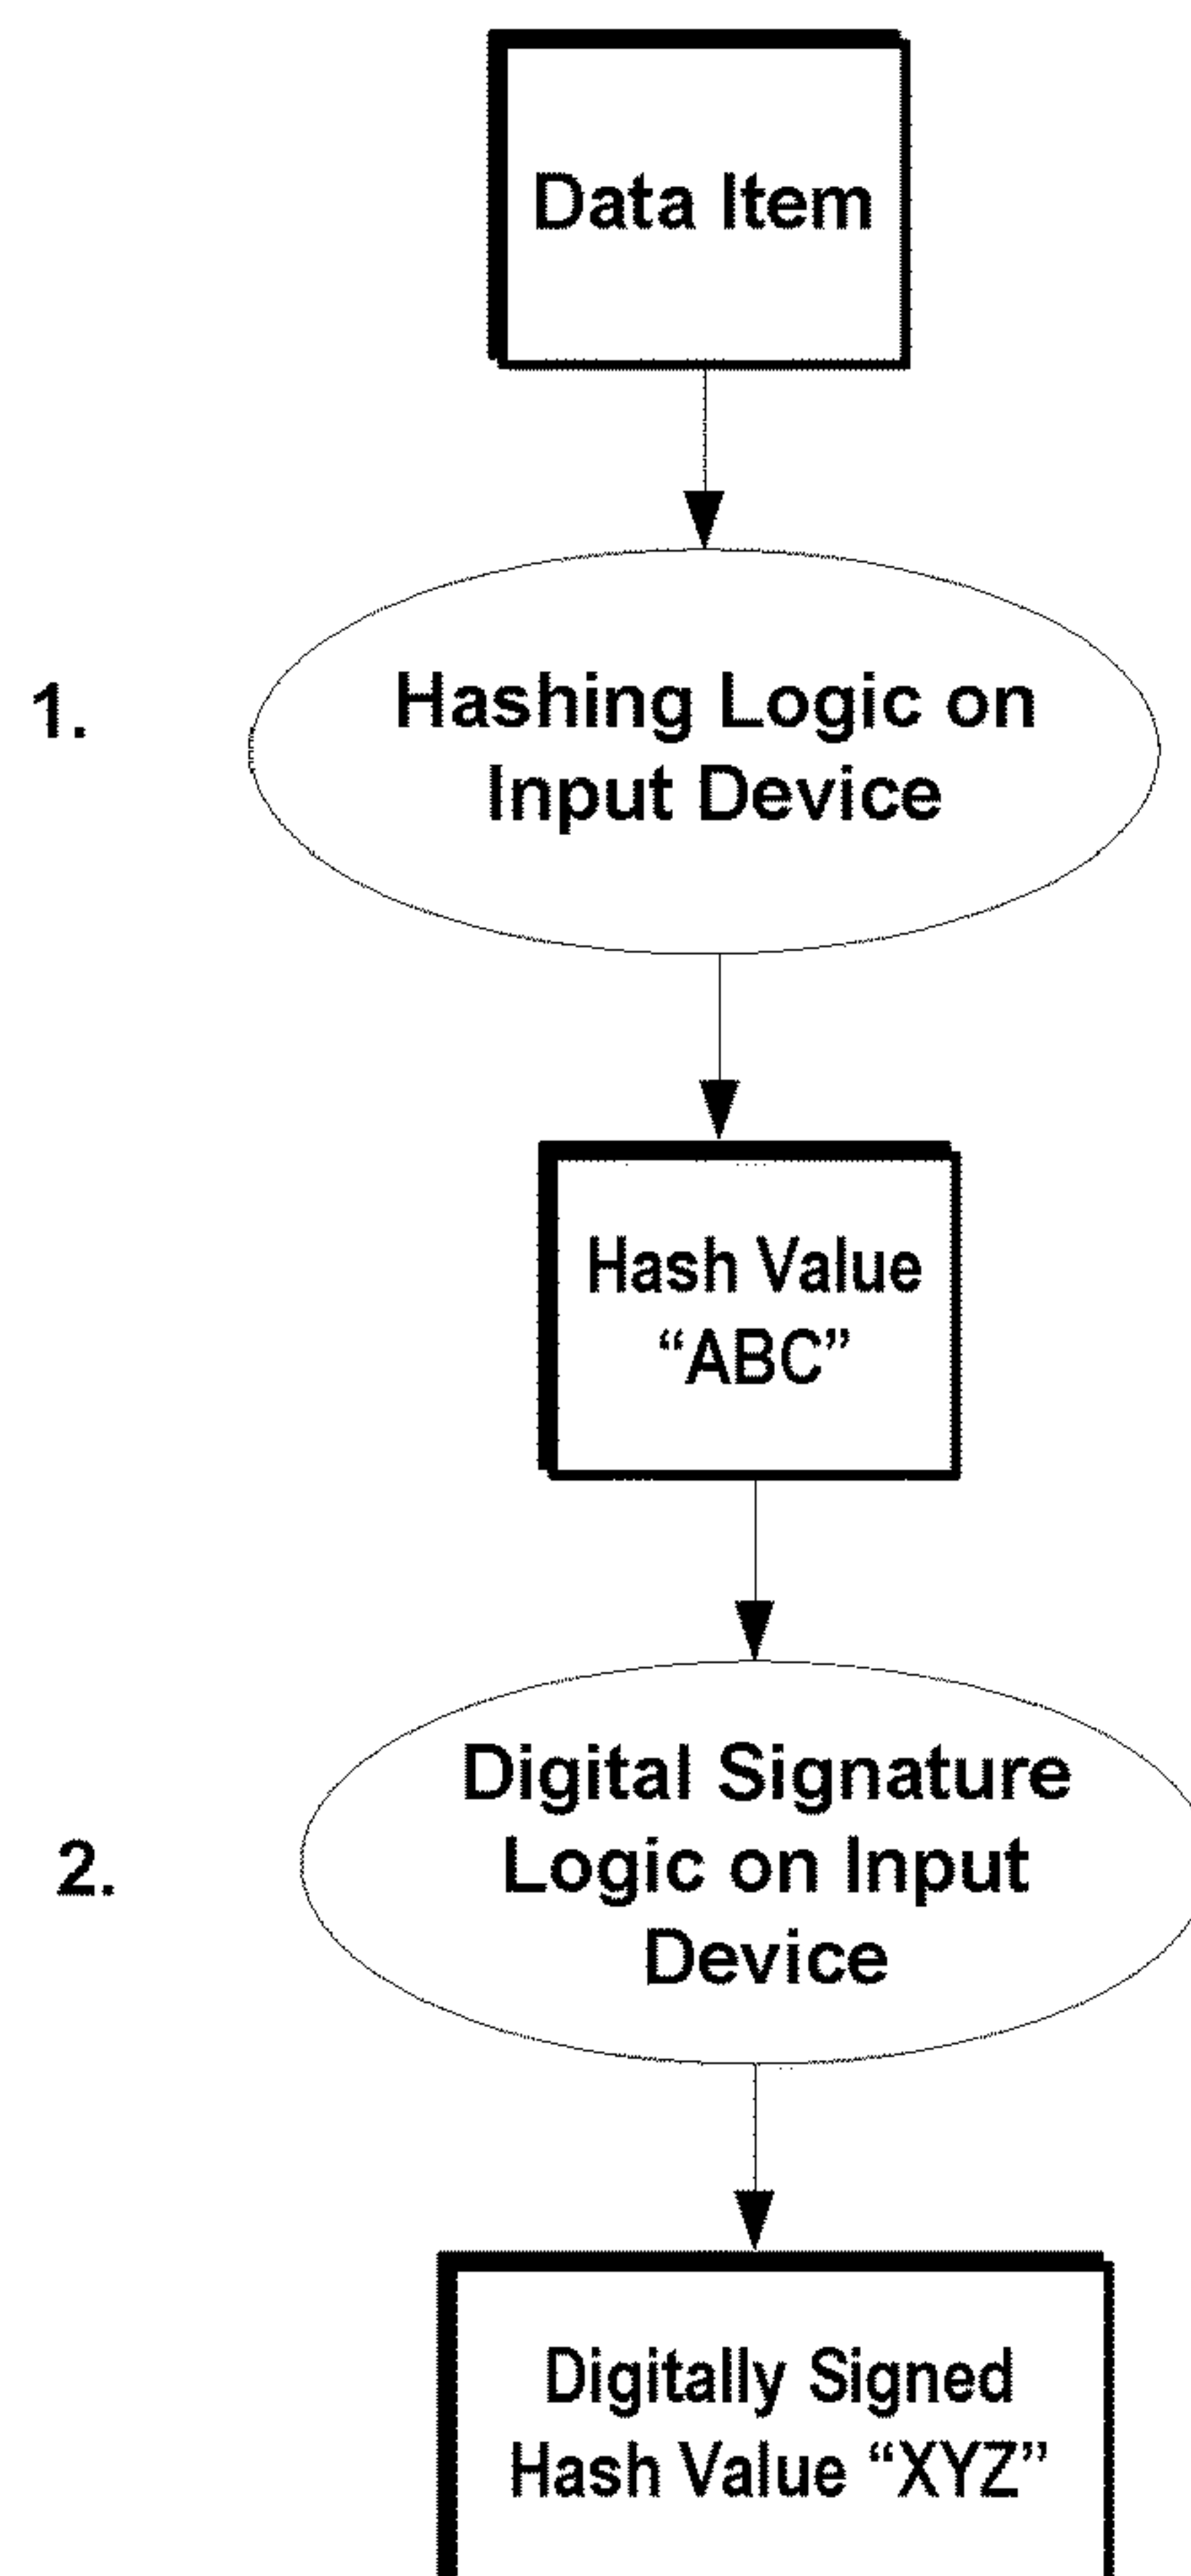 Data Item
1.
Hashing Logic on
Input Device
Hash Value
“ABC”
2.
Digital Signature
Logic on Input
Device
Digitally Signed
Hash Value “XYZ”